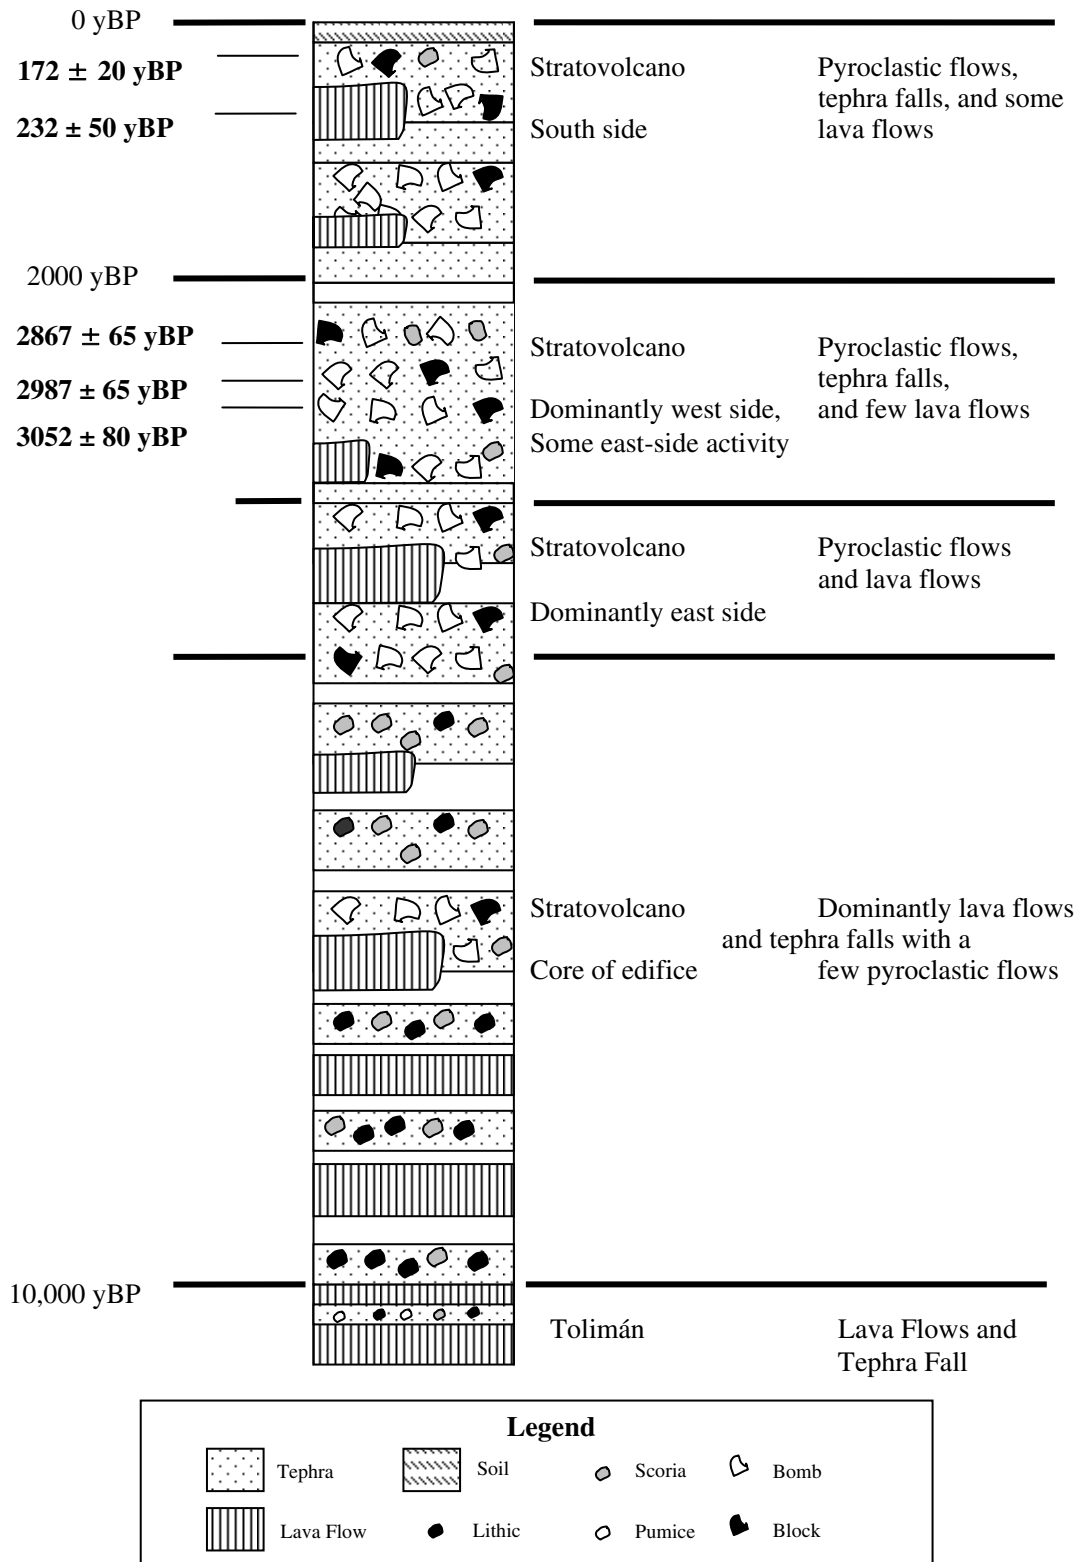 0 yBP
172 ± 20 yBP
Stratovolcano
Pyroclastic flows,
tephra falls, and some
232 ± 50 yBP
South side
lava flows
2000 yBP
2867 ± 65 yBP
Stratovolcano
Pyroclastic flows,
tephra falls,
2987 ± 65 yBP
Dominantly west side,
and few lava flows
3052 ± 80 yBP
Some east-side activity
Stratovolcano
Pyroclastic flows
and lava flows
Dominantly east side
Stratovolcano
Dominantly lava flows
and tephra falls with a
Core of edifice
few pyroclastic flows
10,000 yBP
Tolimán
Lava Flows and
Tephra Fall
Legend
Tephra
Soil
Scoria
Bomb
Lava Flow
Lithic
Pumice
Block